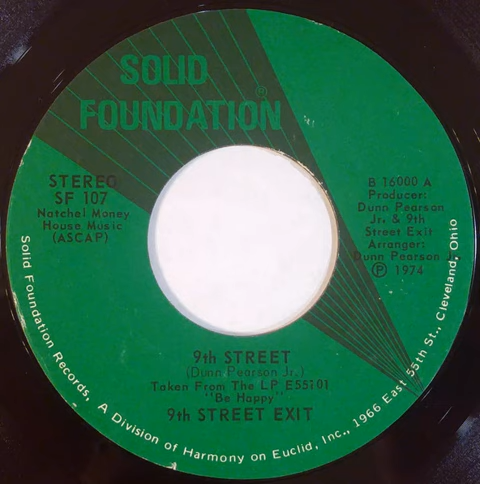 SOLID
FOUNDATION®
STEREO
SF 107
Natchel Money
House Music
(ASCAP)
B 16000 A
Producer:
Dunn Pearson
Jr. & 9th
Street Exit
Arranger:
Dunn Pearson Jr.
Ⓟ 1974
9th STREET
(Dunn Pearson Jr.)
Taken From The LP E55101
"Be Happy"
9th STREET EXIT
Solid Foundation Records, A Division of Harmony on Euclid, Inc., 1966 East 55th St., Cleveland, Ohio